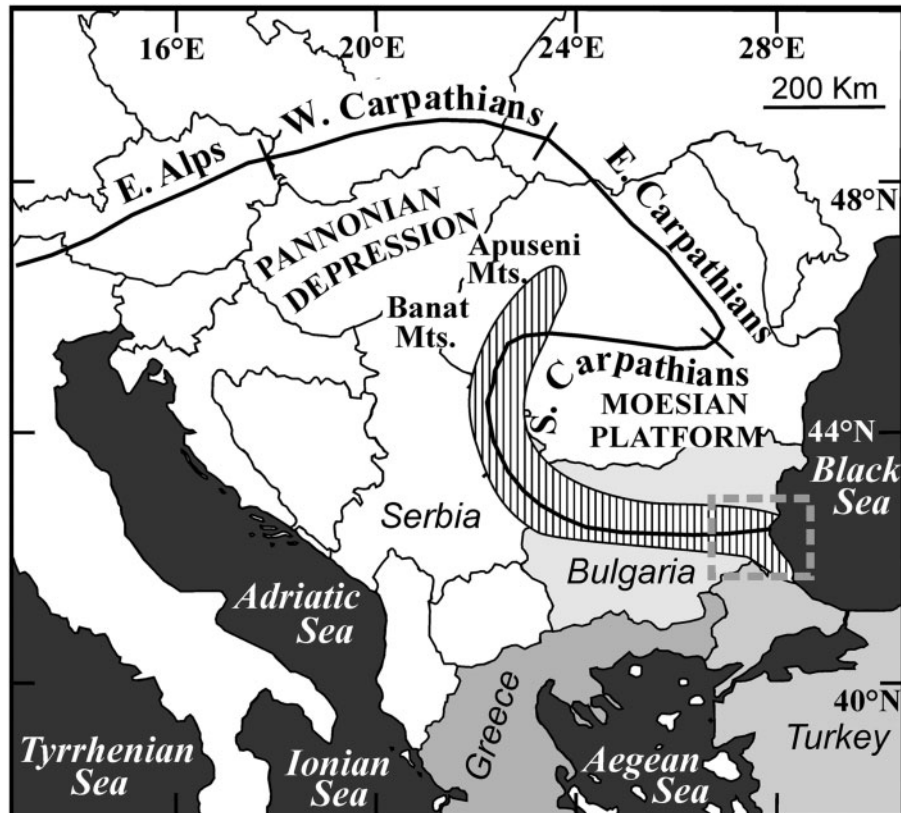 16°E 20°E 24°E 28°E
200 Km
W. Carpathians
E. Alps
E. Carpathians
48°N
PANNONIAN
DEPRESSION
Apuseni
Mts.
Banat
Mts.
S. Carpathians
MOESIAN
PLATFORM
44°N
Black
Sea
Serbia
Bulgaria
Adriatic
Sea
40°N
Greece
Turkey
Tyrrhenian
Sea
Ionian
Sea
Aegean
Sea